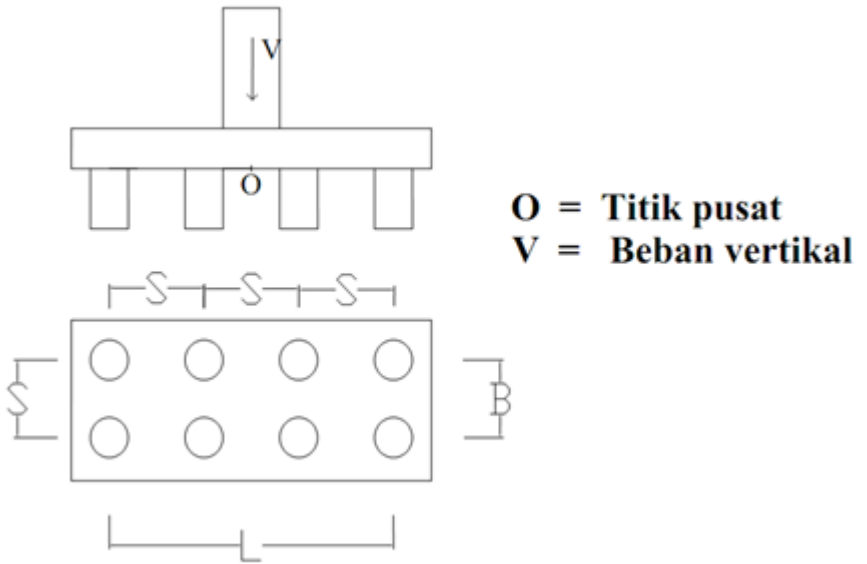 V
O
O = Titik pusat
V = Beban vertikal
S S S
S
B
L